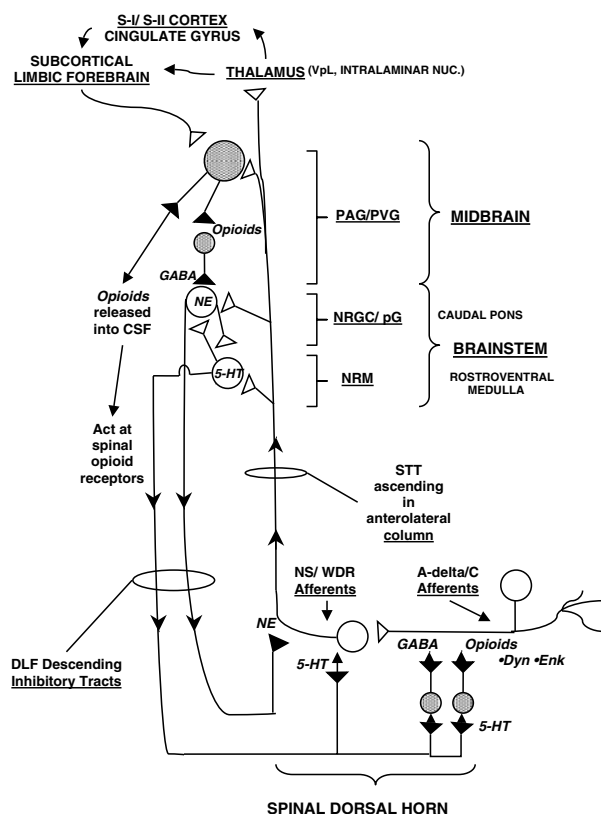 S-I/ S-II CORTEX
CINGULATE GYRUS
SUBCORTICAL
LIMBIC FOREBRAIN
THALAMUS (VpL, INTRALAMINAR NUC.)
Opioids
PAG/PVG
MIDBRAIN
GABA
NE
Opioids
released
into CSF
NRGC/ pG
CAUDAL PONS
BRAINSTEM
5-HT
NRM
ROSTROVENTRAL
MEDULLA
Act at
spinal
opioid
receptors
STT
ascending
in
anterolateral
column
NS/ WDR
Afferents
A-delta/C
Afferents
NE
5-HT
GABA
Opioids
•Dyn •Enk
DLF Descending
Inhibitory Tracts
5-HT
SPINAL DORSAL HORN